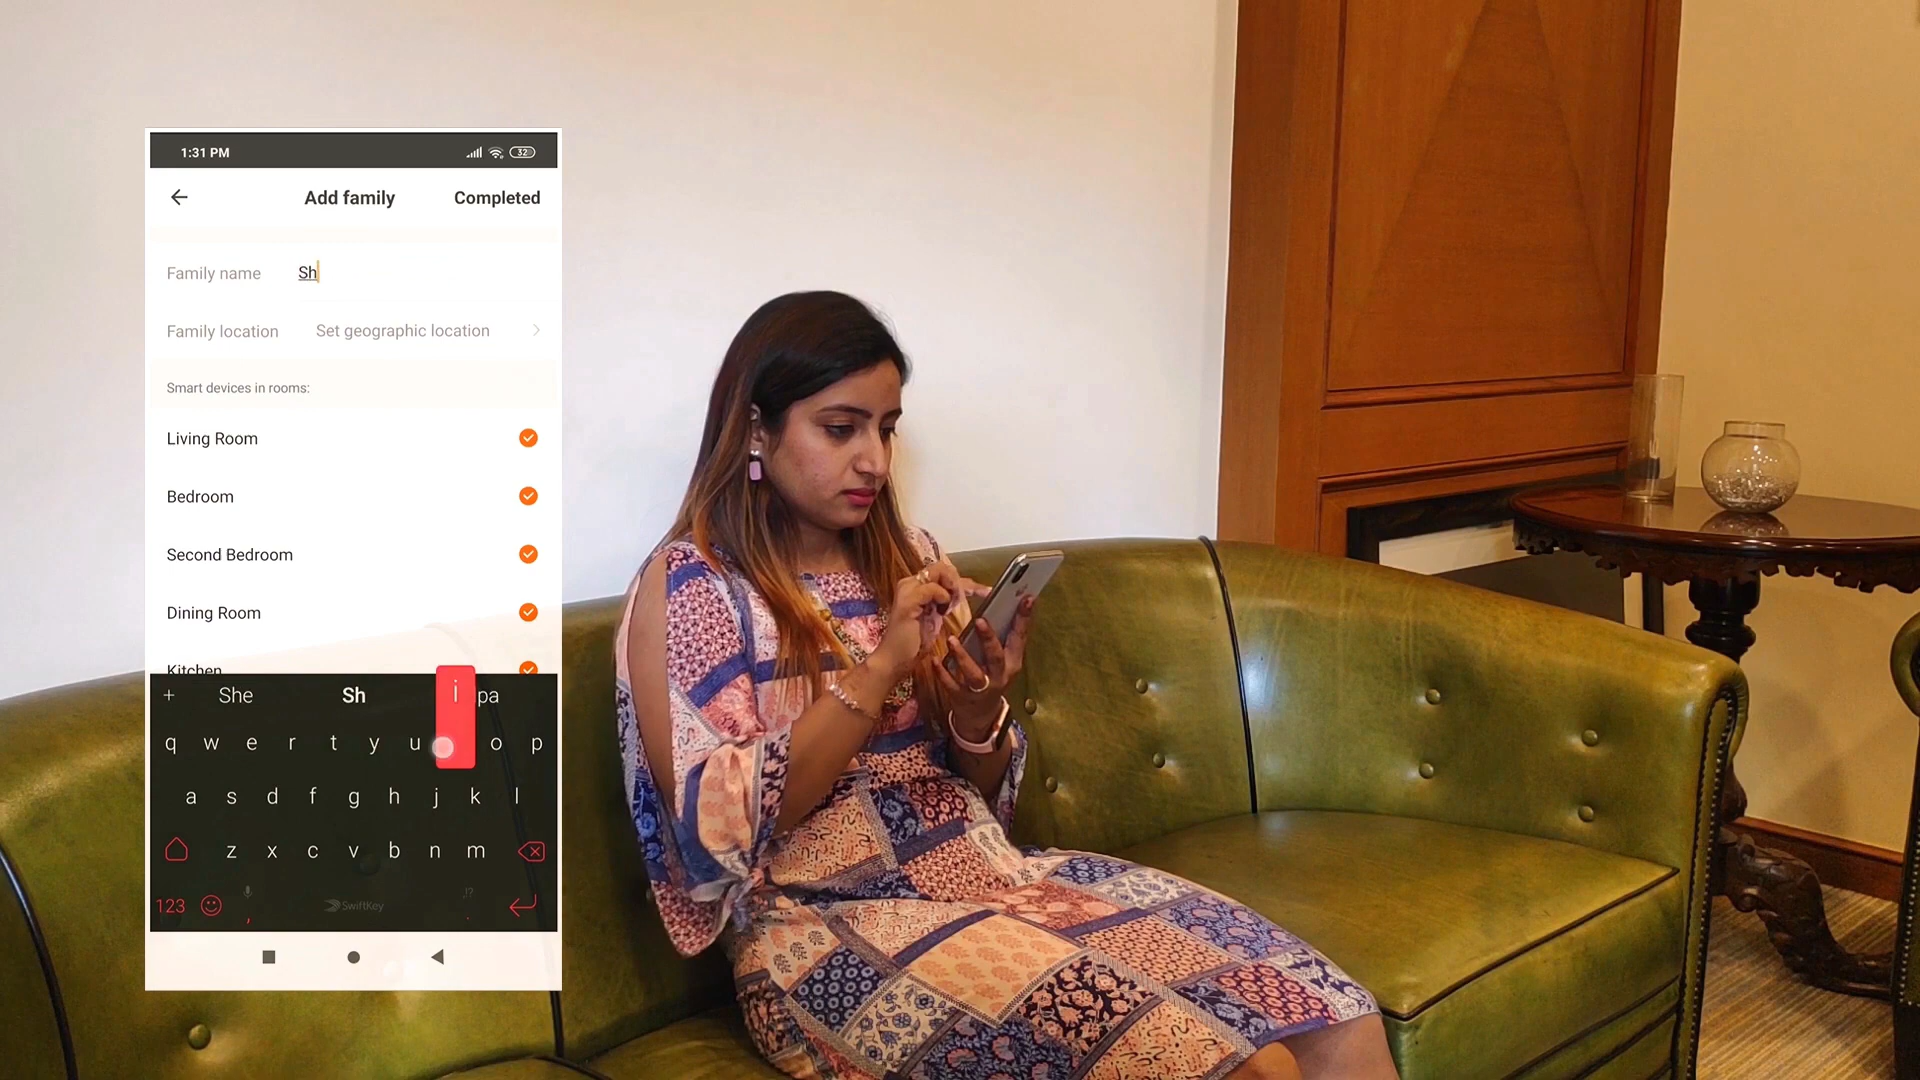 1:31 PM 32
Add family Completed
Family name Sh
Family location Set geographic location
Smart devices in rooms:
Living Room
Bedroom
Second Bedroom
Dining Room
Kitchen
+ She Sh i pa
q w e r t y u o p
a s d f g h j k l
z x c v b n m
123 , SwiftKey .
,!?